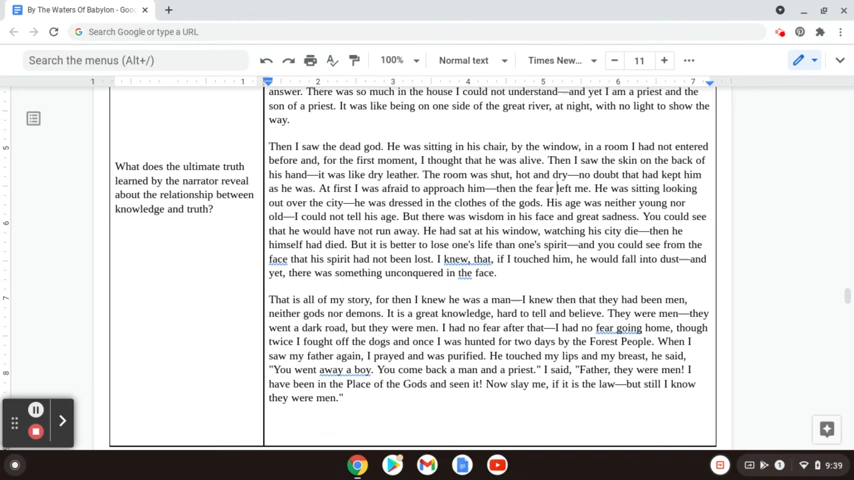 By The Waters Of Babylon - Goo
Search Google or type a URL
Search the menus (Alt+/)
100%
Normal text
Times New...
11
1 1 2 3 4 5 6 7
answer. There was so much in the house I could not understand—and yet I am a priest and the
son of a priest. It was like being on one side of the great river, at night, with no light to show the
way.
Then I saw the dead god. He was sitting in his chair, by the window, in a room I had not entered
before and, for the first moment, I thought that he was alive. Then I saw the skin on the back of
his hand—it was like dry leather. The room was shut, hot and dry—no doubt that had kept him
as he was. At first I was afraid to approach him—then the fear left me. He was sitting looking
out over the city—he was dressed in the clothes of the gods. His age was neither young nor
old—I could not tell his age. But there was wisdom in his face and great sadness. You could see
that he would have not run away. He had sat at his window, watching his city die—then he
himself had died. But it is better to lose one's life than one's spirit—and you could see from the
face that his spirit had not been lost. I knew, that, if I touched him, he would fall into dust—and
yet, there was something unconquered in the face.
What does the ultimate truth
learned by the narrator reveal
about the relationship between
knowledge and truth?
That is all of my story, for then I knew he was a man—I knew then that they had been men,
neither gods nor demons. It is a great knowledge, hard to tell and believe. They were men—they
went a dark road, but they were men. I had no fear after that—I had no fear going home, though
twice I fought off the dogs and once I was hunted for two days by the Forest People. When I
saw my father again, I prayed and was purified. He touched my lips and my breast, he said,
"You went away a boy. You come back a man and a priest." I said, "Father, they were men! I
have been in the Place of the Gods and seen it! Now slay me, if it is the law—but still I know
they were men."
5
6
7
8
1
9:39